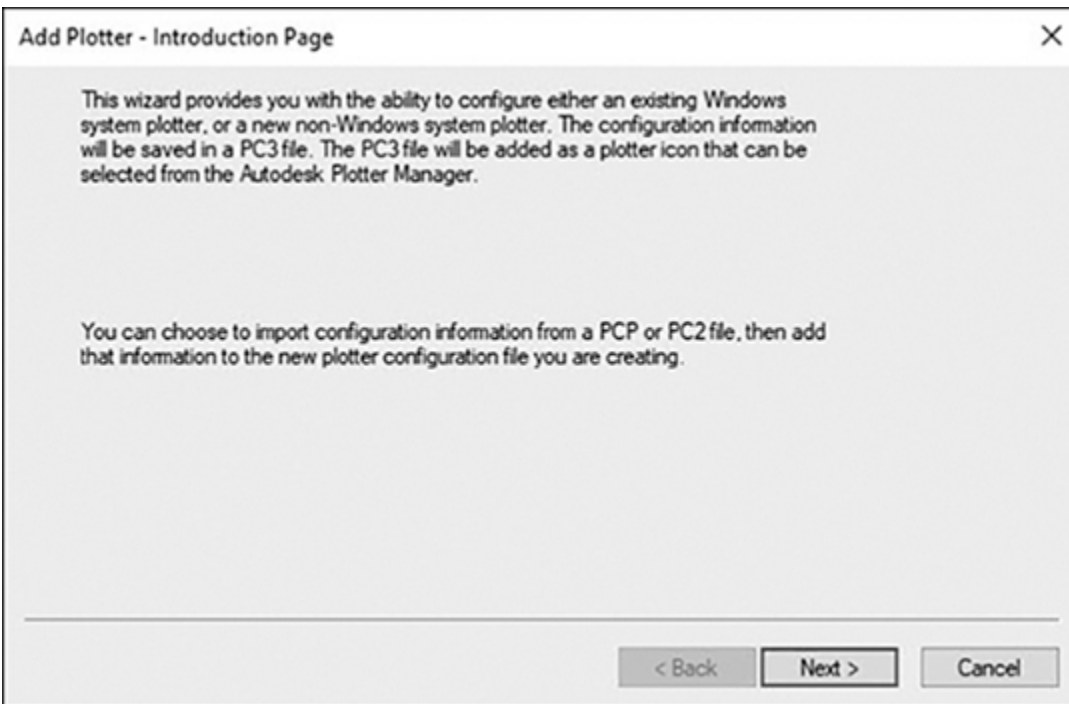 Add Plotter - Introduction Page
This wizard provides you with the ability to configure either an existing Windows
system plotter, or a new non-Windows system plotter. The configuration information
will be saved in a PC3 file. The PC3 file will be added as a plotter icon that can be
selected from the Autodesk Plotter Manager.
You can choose to import configuration information from a PCP or PC2 file, then add
that information to the new plotter configuration file you are creating.
< Back Next > Cancel